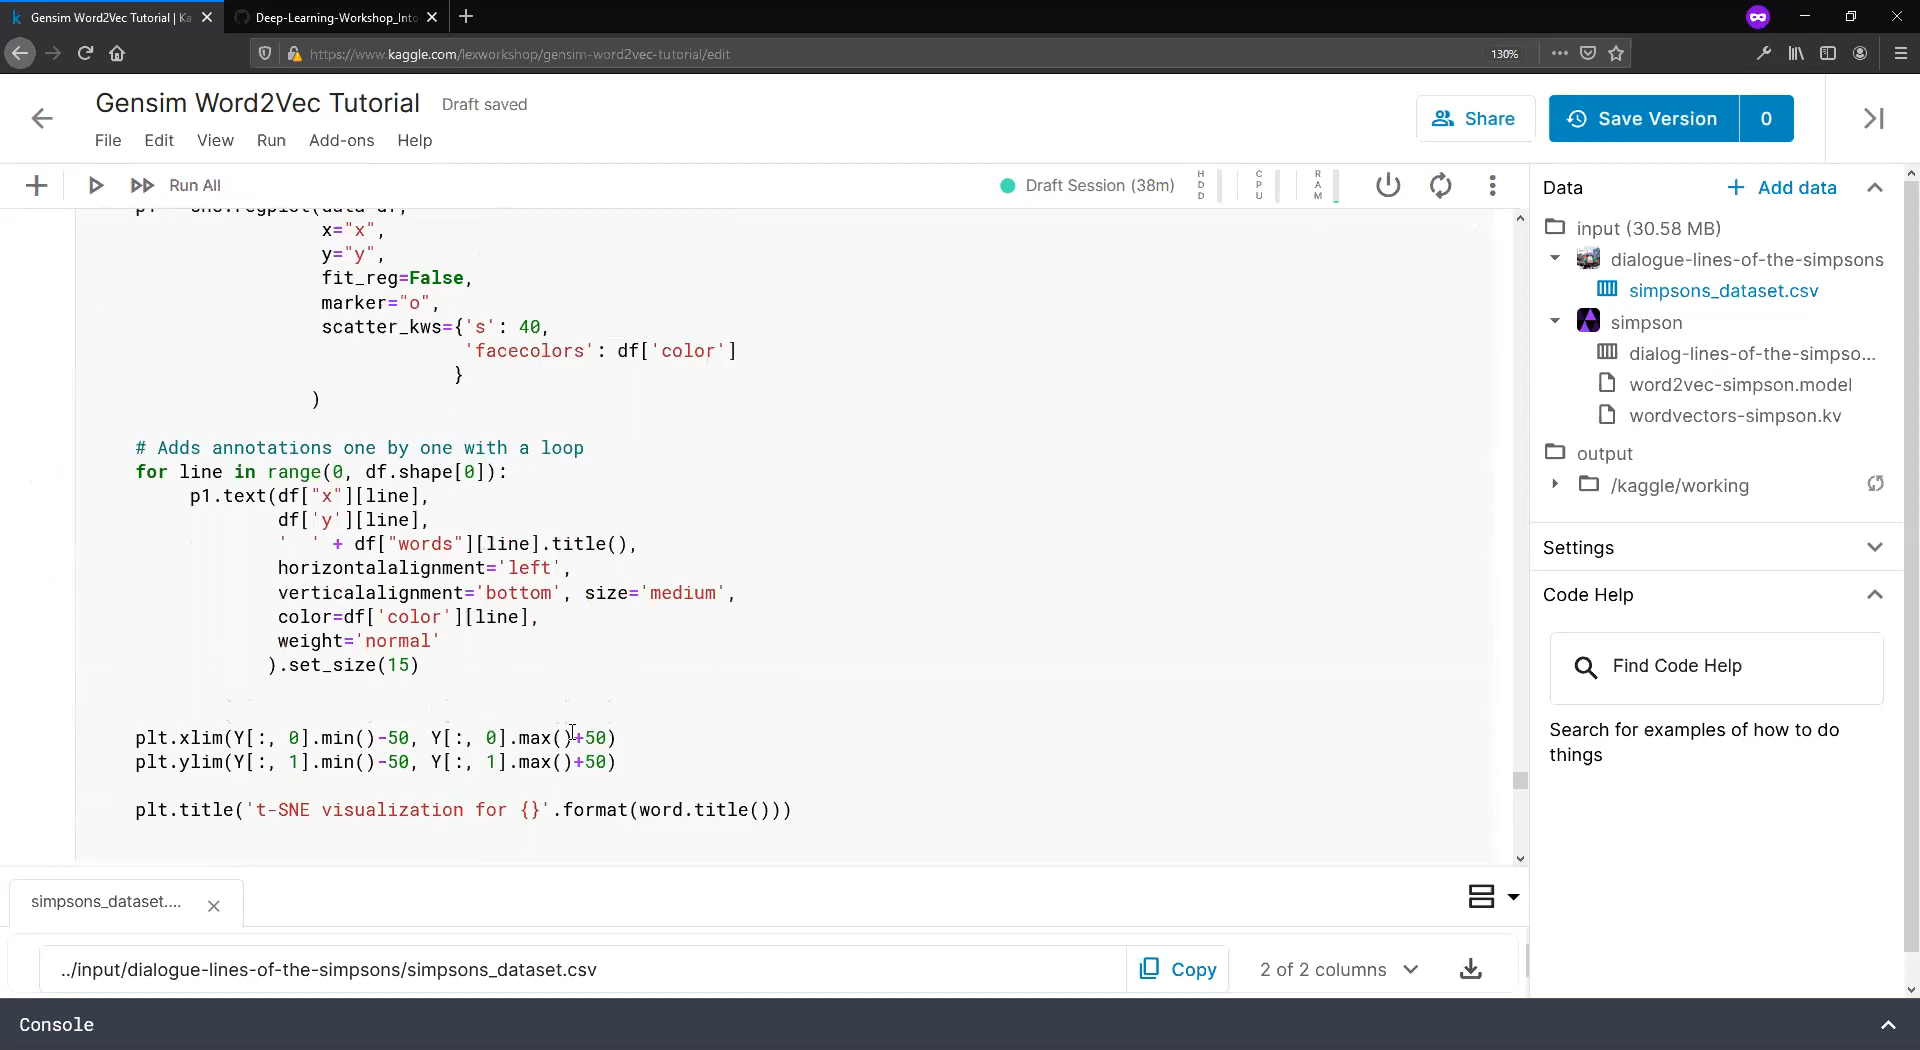 Gensim Word2Vec Tutorial | Ka
Deep-Learning-Workshop_Into
https://www.kaggle.com/lexworkshop/gensim-word2vec-tutorial/edit
130%
Gensim Word2Vec Tutorial Draft saved
File Edit View Run Add-ons Help
Share
Save Version 0
Run All
Draft Session (38m)
HDD
CPU
RAM
x="x",
y="y",
fit_reg=False,
marker="o",
scatter_kws={'s': 40,
'facecolors': df['color']
}
)
# Adds annotations one by one with a loop
for line in range(0, df.shape[0]):
p1.text(df["x"][line],
df['y'][line],
'  ' + df["words"][line].title(),
horizontalalignment='left',
verticalalignment='bottom', size='medium',
color=df['color'][line],
weight='normal'
).set_size(15)
plt.xlim(Y[:, 0].min()-50, Y[:, 0].max()+50)
plt.ylim(Y[:, 1].min()-50, Y[:, 1].max()+50)
plt.title('t-SNE visualization for {}'.format(word.title()))
Data
Add data
input (30.58 MB)
dialogue-lines-of-the-simpsons
simpsons_dataset.csv
simpson
dialog-lines-of-the-simpso...
word2vec-simpson.model
wordvectors-simpson.kv
output
/kaggle/working
Settings
Code Help
Find Code Help
Search for examples of how to do
things
simpsons_dataset....
../input/dialogue-lines-of-the-simpsons/simpsons_dataset.csv
Copy
2 of 2 columns
Console